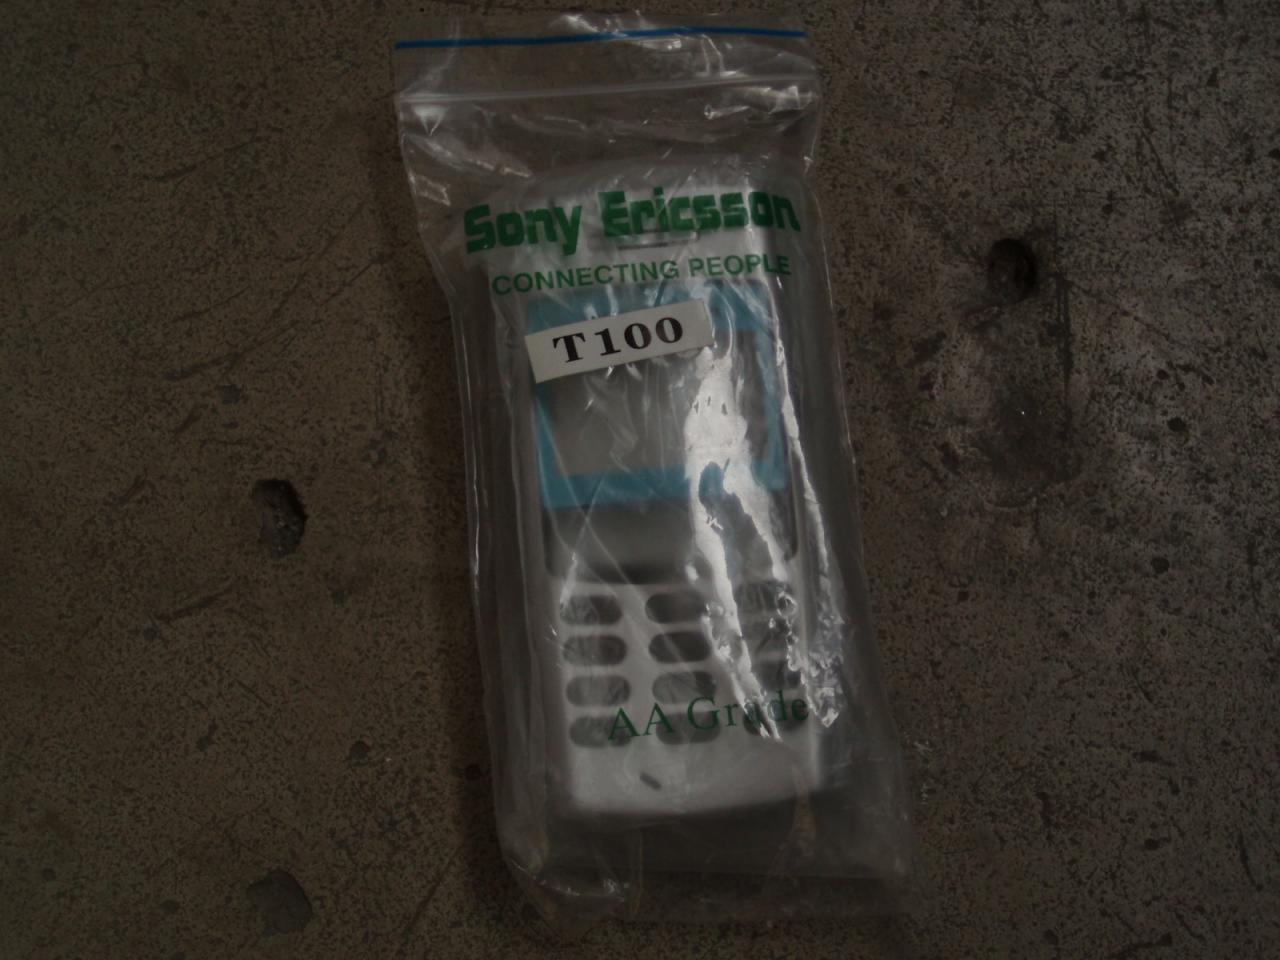 Sony Ericsson
CONNECTING PEOPLE
T100
AA Grade